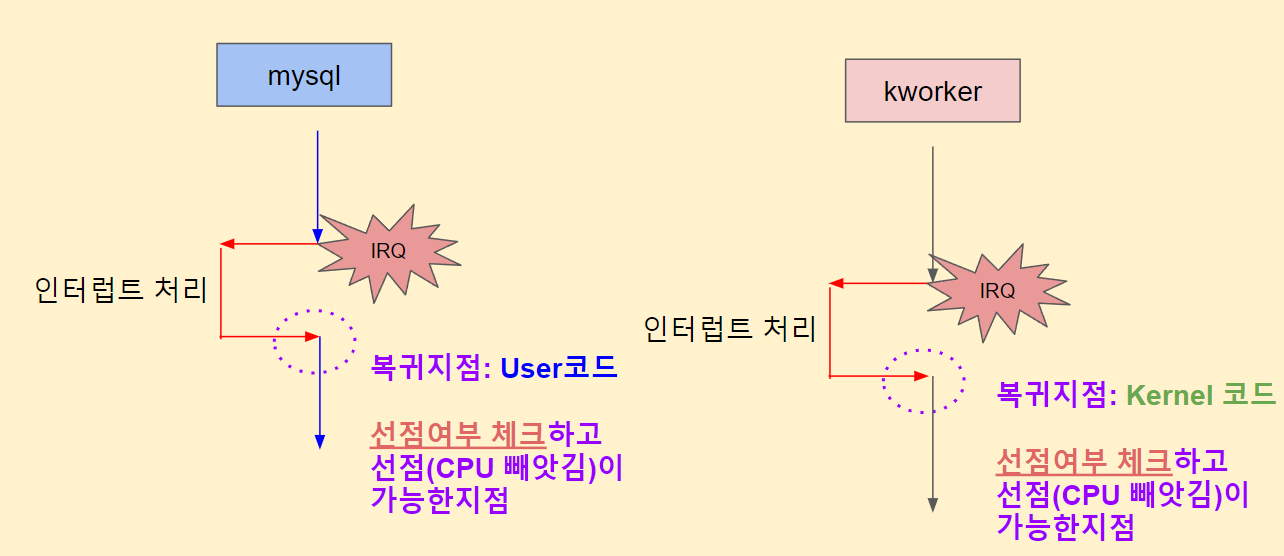 mysql
IRQ
인터럽트 처리
복귀지점: User코드
선점여부 체크하고
선점(CPU 빼앗김)이
가능한지점
kworker
IRQ
인터럽트 처리
복귀지점: Kernel 코드
선점여부 체크하고
선점(CPU 빼앗김)이
가능한지점